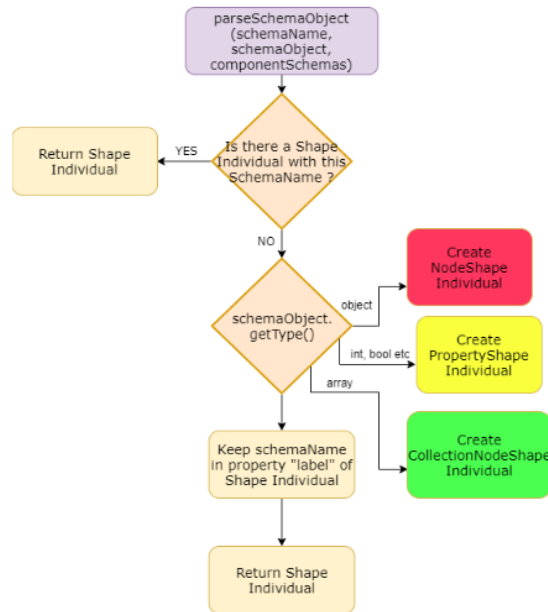 parseSchemaObject
(schemaName,
schemaObject,
componentSchemas)
Is there a Shape
Individual with this
SchemaName ?
YES
Return Shape
Individual
NO
schemaObject.
getType()
object
Create
NodeShape
Individual
int, bool etc
Create
PropertyShape
Individual
array
Create
CollectionNodeShape
Individual
Keep schemaName
in property "label" of
Shape Individual
Return Shape
Individual